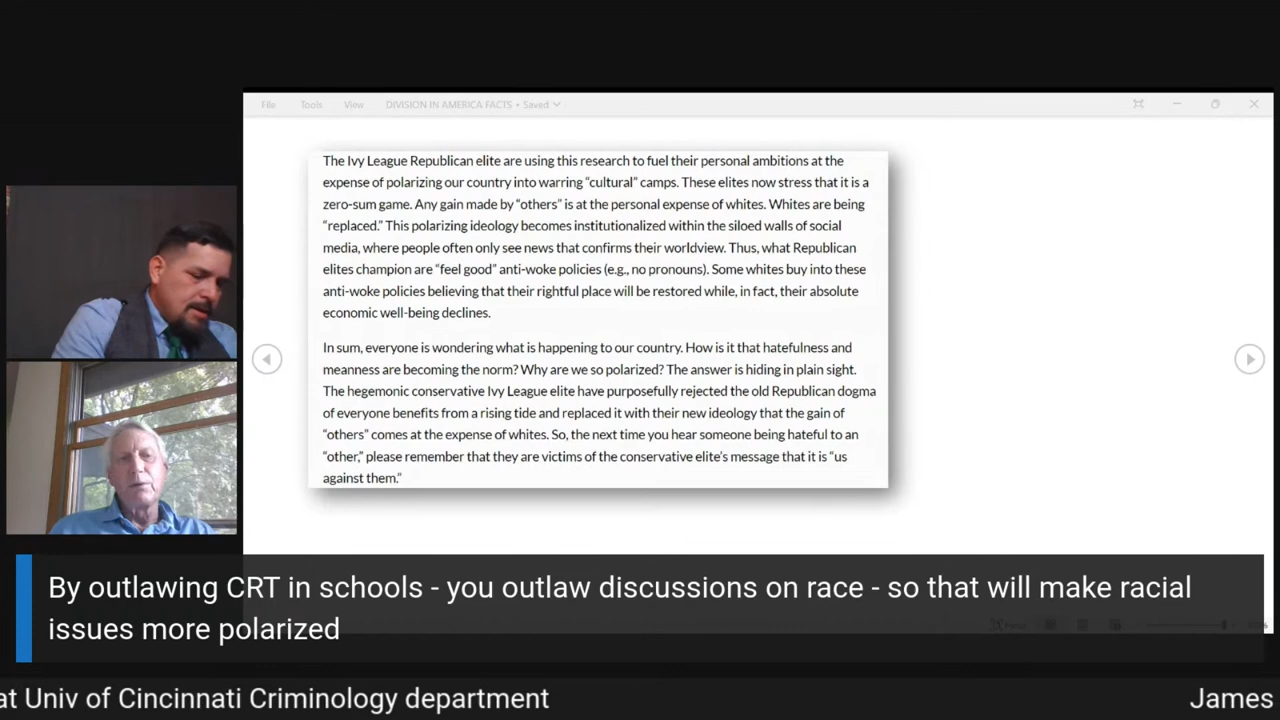 File Tools View DIVISION IN AMERICA FACTS • Saved
The Ivy League Republican elite are using this research to fuel their personal ambitions at the
expense of polarizing our country into warring “cultural” camps. These elites now stress that it is a
zero-sum game. Any gain made by “others” is at the personal expense of whites. Whites are being
“replaced.” This polarizing ideology becomes institutionalized within the siloed walls of social
media, where people often only see news that confirms their worldview. Thus, what Republican
elites champion are “feel good” anti-woke policies (e.g., no pronouns). Some whites buy into these
anti-woke policies believing that their rightful place will be restored while, in fact, their absolute
economic well-being declines.
In sum, everyone is wondering what is happening to our country. How is it that hatefulness and
meanness are becoming the norm? Why are we so polarized? The answer is hiding in plain sight.
The hegemonic conservative Ivy League elite have purposefully rejected the old Republican dogma
of everyone benefits from a rising tide and replaced it with their new ideology that the gain of
“others” comes at the expense of whites. So, the next time you hear someone being hateful to an
“other,” please remember that they are victims of the conservative elite’s message that it is “us
against them.”
By outlawing CRT in schools - you outlaw discussions on race - so that will make racial
issues more polarized
Focus
at Univ of Cincinnati Criminology department James